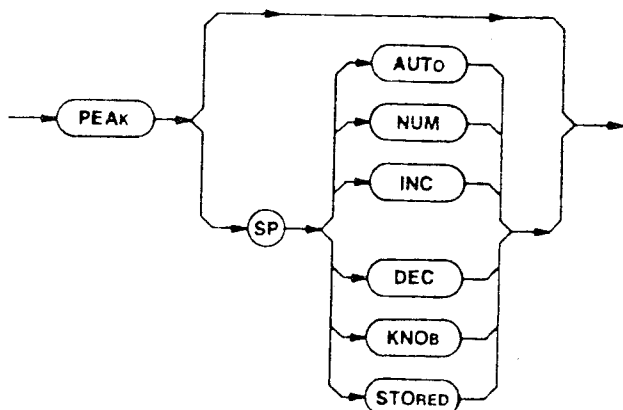 AUTO
PEAK
NUM
INC
SP
DEC
KNOB
STORED